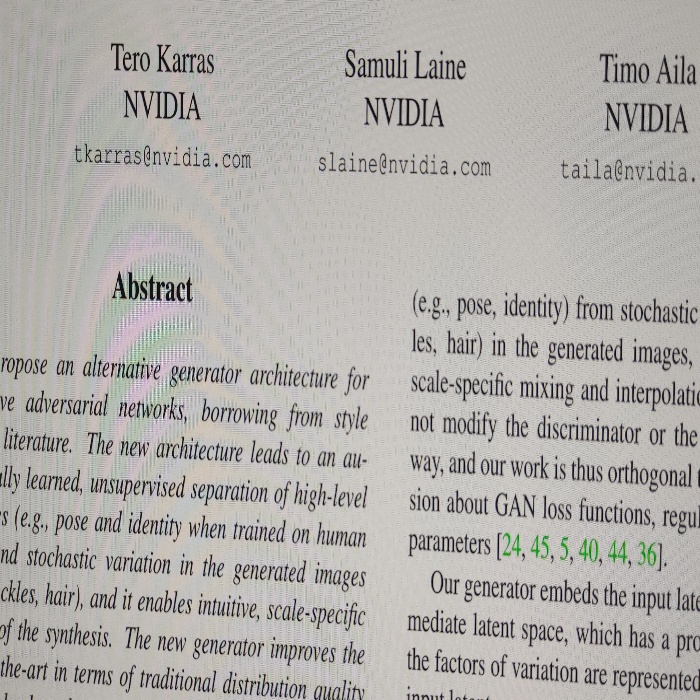 Tero Karras
NVIDIA
tkarras@nvidia.com
Samuli Laine
NVIDIA
slaine@nvidia.com
Timo Aila
NVIDIA
taila@nvidia.
Abstract
ropose an alternative generator architecture for
ve adversarial networks, borrowing from style
literature. The new architecture leads to an au-
lly learned, unsupervised separation of high-level
s (e.g., pose and identity when trained on human
nd stochastic variation in the generated images
ckles, hair), and it enables intuitive, scale-specific
of the synthesis. The new generator improves the
the-art in terms of traditional distribution quality
(e.g., pose, identity) from stochastic
les, hair) in the generated images,
scale-specific mixing and interpolatio
not modify the discriminator or the
way, and our work is thus orthogonal
sion about GAN loss functions, regul
parameters [24, 45, 5, 40, 44, 36].
Our generator embeds the input late
mediate latent space, which has a pro
the factors of variation are represented